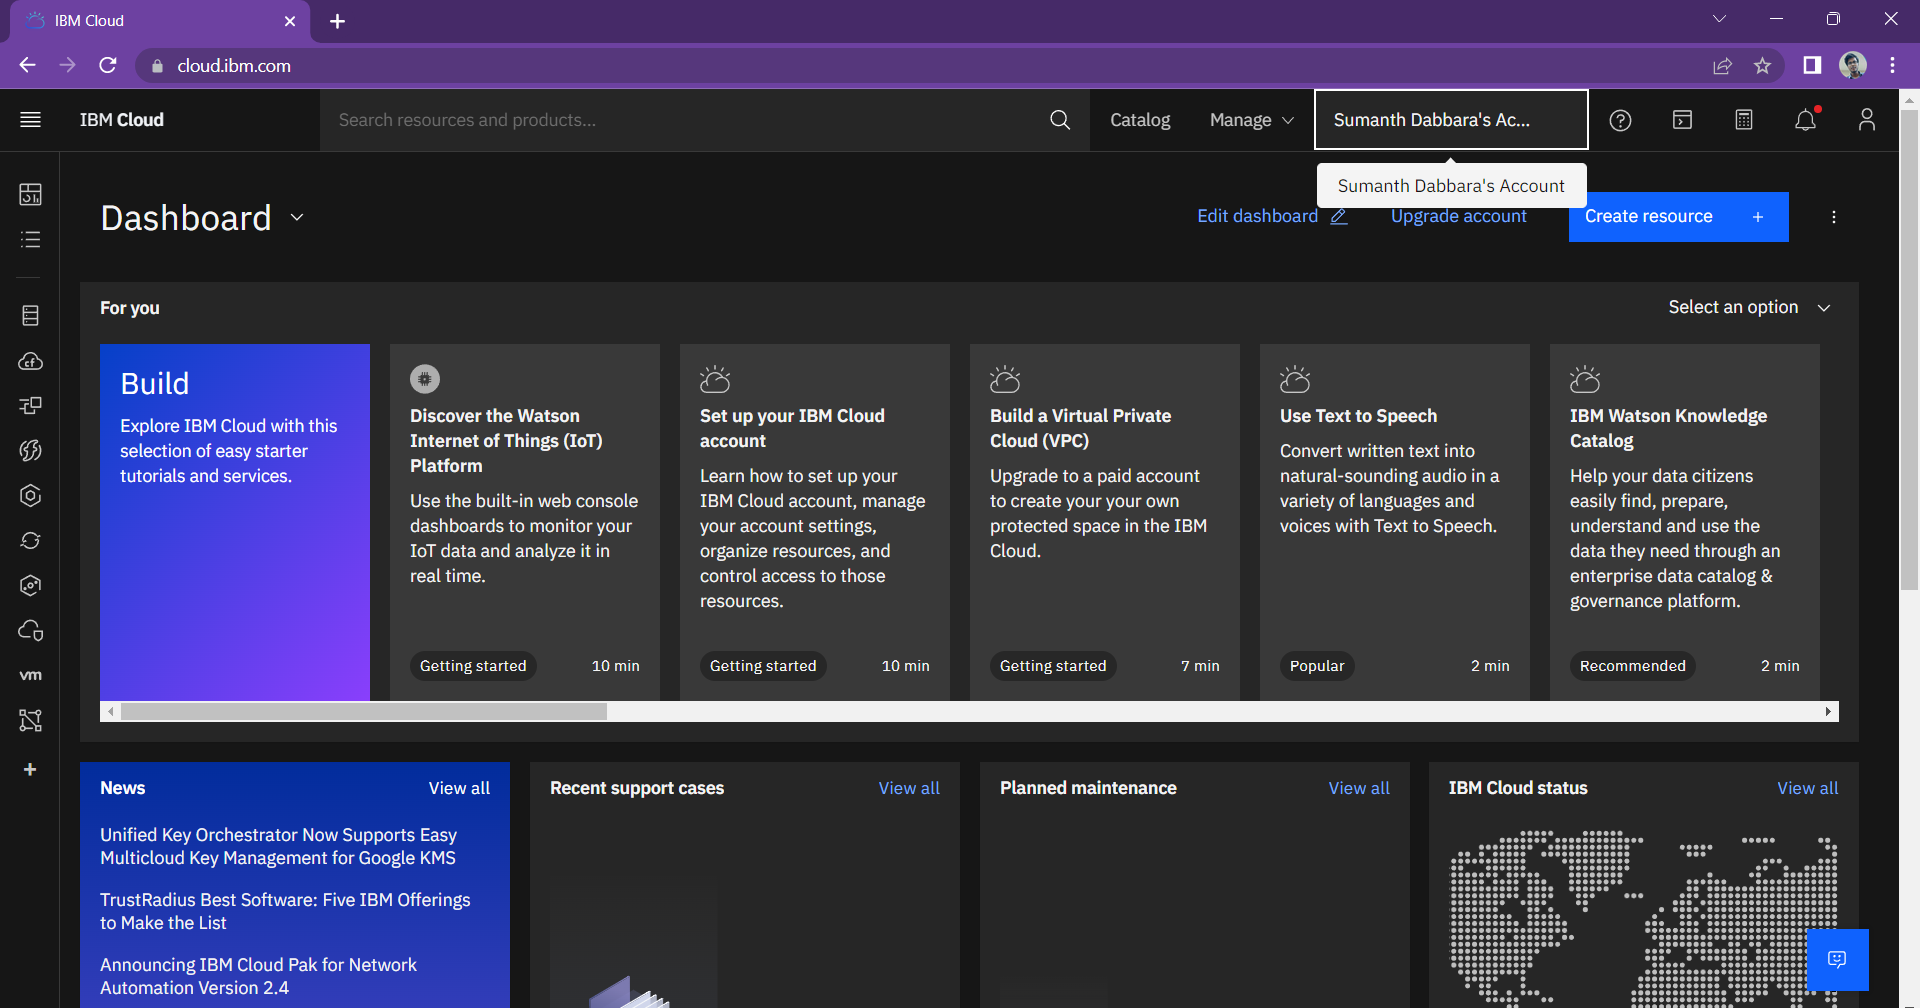 IBM Cloud
cloud.ibm.com
IBM Cloud
Search resources and products...
Catalog
Manage
Sumanth Dabbara's Ac...
Sumanth Dabbara's Account
Dashboard
Edit dashboard
Upgrade account
Create resource +
For you
Select an option
Build
Explore IBM Cloud with this
selection of easy starter
tutorials and services.
Discover the Watson
Internet of Things (IoT)
Platform
Use the built-in web console
dashboards to monitor your
IoT data and analyze it in
real time.
Getting started
10 min
Set up your IBM Cloud
account
Learn how to set up your
IBM Cloud account, manage
your account settings,
organize resources, and
control access to those
resources.
Getting started
10 min
Build a Virtual Private
Cloud (VPC)
Upgrade to a paid account
to create your your own
protected space in the IBM
Cloud.
Getting started
7 min
Use Text to Speech
Convert written text into
natural-sounding audio in a
variety of languages and
voices with Text to Speech.
Popular
2 min
IBM Watson Knowledge
Catalog
Help your data citizens
easily find, prepare,
understand and use the
data they need through an
enterprise data catalog &
governance platform.
Recommended
2 min
cf
vm
News
View all
Unified Key Orchestrator Now Supports Easy
Multicloud Key Management for Google KMS
TrustRadius Best Software: Five IBM Offerings
to Make the List
Announcing IBM Cloud Pak for Network
Automation Version 2.4
Recent support cases
View all
Planned maintenance
View all
IBM Cloud status
View all